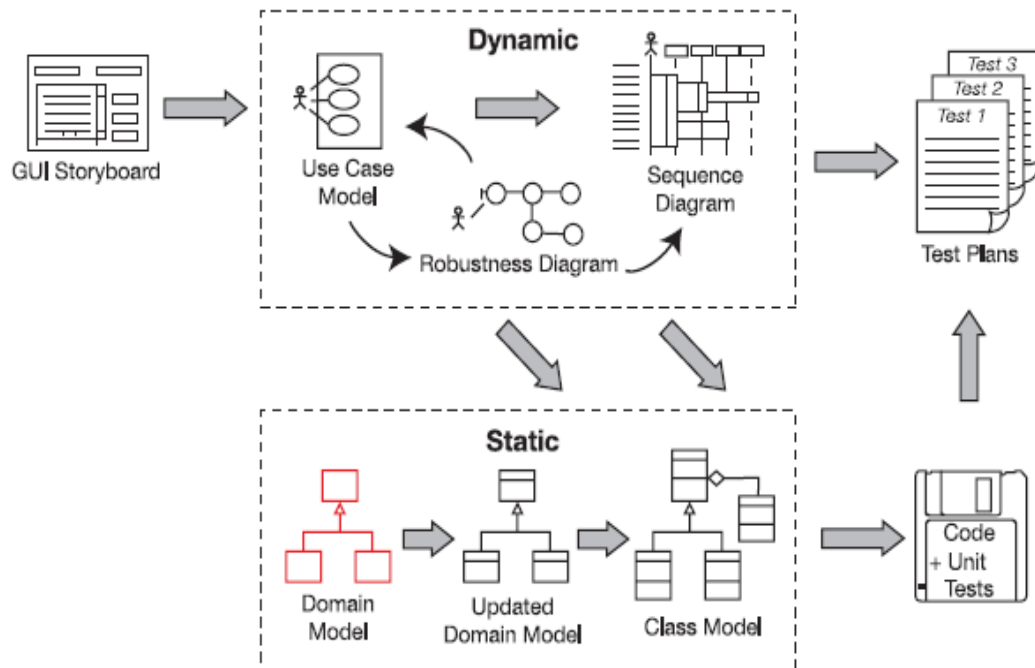 Dynamic
GUI Storyboard
Use Case
Model
Robustness Diagram
Sequence
Diagram
Test 3
Test 2
Test 1
Test Plans
Static
Domain
Model
Updated
Domain Model
Class Model
Code
+ Unit
Tests